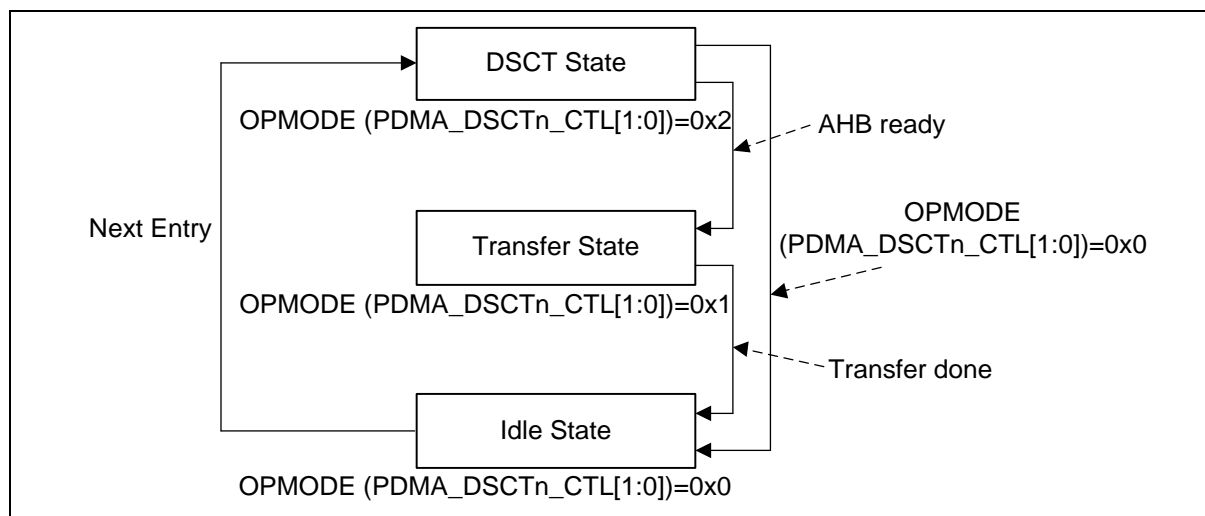 DSCT State
OPMODE (PDMA_DSCTn_CTL[1:0])=0x2
AHB ready
Next Entry
OPMODE
(PDMA_DSCTn_CTL[1:0])=0x0
Transfer State
OPMODE (PDMA_DSCTn_CTL[1:0])=0x1
Transfer done
Idle State
OPMODE (PDMA_DSCTn_CTL[1:0])=0x0